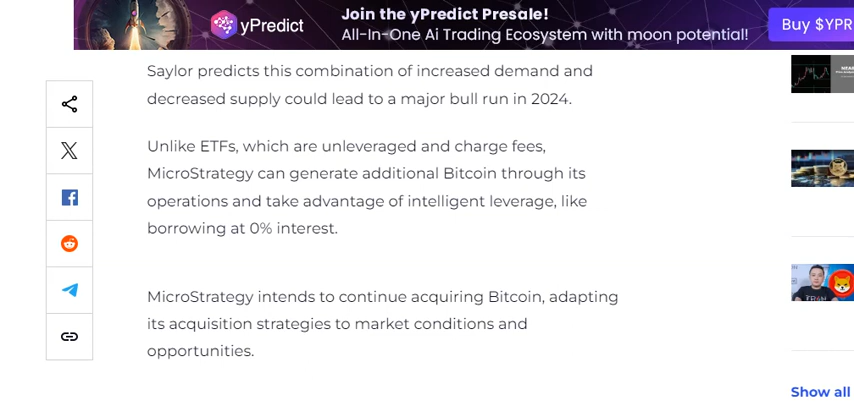 yPredict
Join the yPredict Presale!
All-In-One Ai Trading Ecosystem with moon potential!
Buy $YPR
Saylor predicts this combination of increased demand and
decreased supply could lead to a major bull run in 2024.
Unlike ETFs, which are unleveraged and charge fees,
MicroStrategy can generate additional Bitcoin through its
operations and take advantage of intelligent leverage, like
borrowing at 0% interest.
MicroStrategy intends to continue acquiring Bitcoin, adapting
its acquisition strategies to market conditions and
opportunities.
Show all